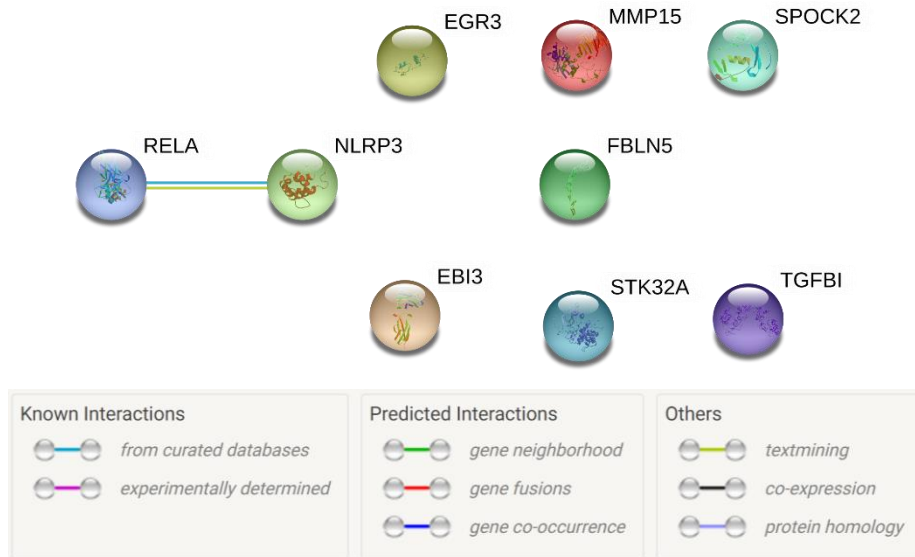 EGR3
MMP15
SPOCK2
RELA
NLRP3
FBLN5
EBI3
STK32A
TGFBI
Known Interactions
from curated databases
experimentally determined
Predicted Interactions
gene neighborhood
gene fusions
gene co-occurrence
Others
textmining
co-expression
protein homology